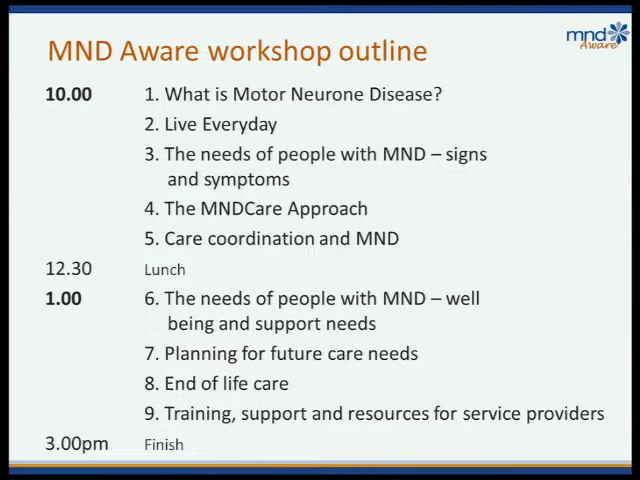 MND Aware workshop outline
mnd
Aware
10.00 1. What is Motor Neurone Disease?
2. Live Everyday
3. The needs of people with MND – signs
and symptoms
4. The MNDCare Approach
5. Care coordination and MND
12.30 Lunch
1.00 6. The needs of people with MND – well
being and support needs
7. Planning for future care needs
8. End of life care
9. Training, support and resources for service providers
3.00pm Finish